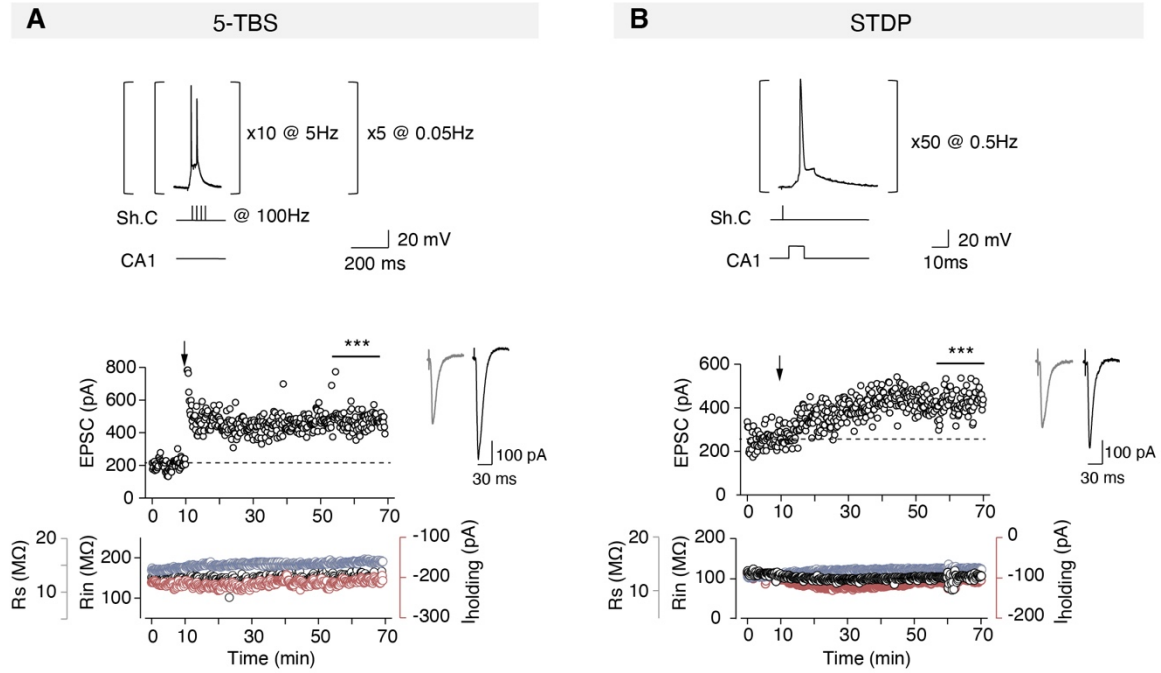 A 5-TBS
x10 @ 5Hz
x5 @ 0.05Hz
Sh.C
@ 100Hz
CA1
20 mV
200 ms
***
EPSC (pA)
800
600
400
200
0
0 10 30 50 70
100 pA
30 ms
Rs (MΩ)
20
10
Rin (MΩ)
200
100
-100
-200
-300
Iholding (pA)
0 10 30 50 70
Time (min)
B STDP
x50 @ 0.5Hz
Sh.C
CA1
20 mV
10ms
***
EPSC (pA)
600
400
200
0
0 10 30 50 70
100 pA
30 ms
Rs (MΩ)
20
10
Rin (MΩ)
200
100
0
0
-100
-200
Iholding (pA)
0 10 30 50 70
Time (min)